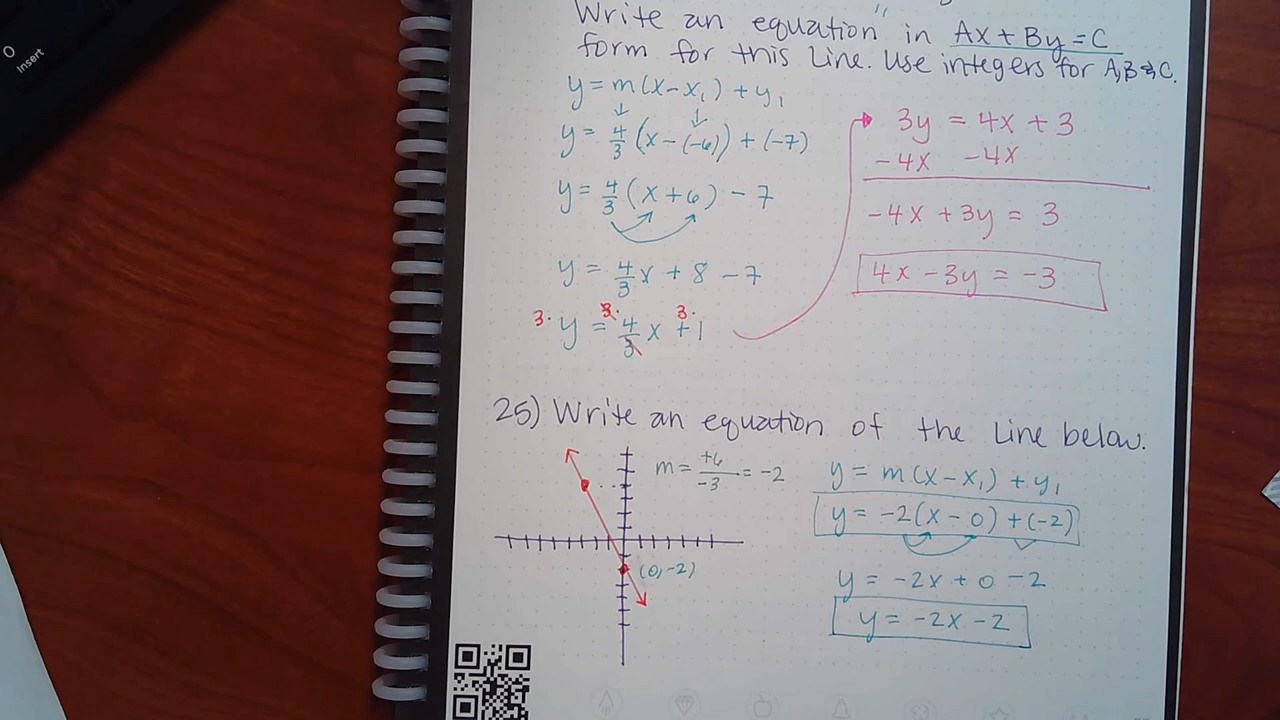 O
Insert
Write an equation in Ax + By = C
form for this line. Use integers for A, B & C.
y = m(x - x₁) + y₁
y = 4/3 (x - (-6)) + (-7)
y = 4/3 (x + 6) - 7
y = 4/3 x + 8 - 7
3· y = 3· 4/3 x + 3· 1
3y = 4x + 3
-4x -4x
-4x + 3y = 3
4x - 3y = -3
25) Write an equation of the line below.
m = +6/-3 = -2
(0, -2)
y = m(x - x₁) + y₁
y = -2(x - 0) + (-2)
y = -2x + 0 - 2
y = -2x - 2